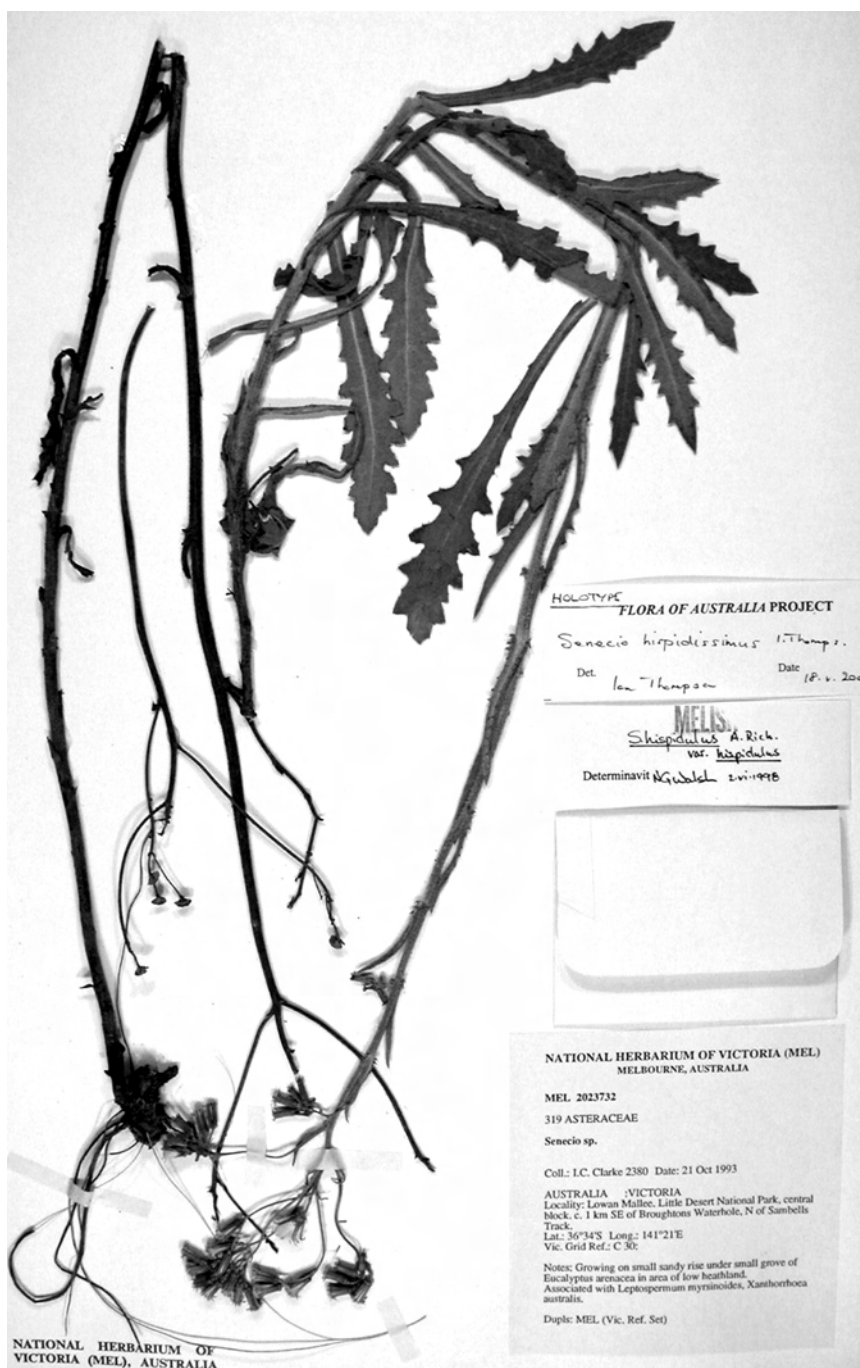 HOLOTYPE
FLORA OF AUSTRALIA PROJECT
Senecio hispidissimus I.Thomps.
Det. Ian Thompson Date 18. v. 200
MELIS
S.hispidulus A.Rich.
var. hispidulus
Determinavit NGWalsh 2.vi.1998
NATIONAL HERBARIUM OF VICTORIA (MEL)
MELBOURNE, AUSTRALIA
MEL 2023732
319 ASTERACEAE
Senecio sp.
Coll.: I.C. Clarke 2380 Date: 21 Oct 1993
AUSTRALIA :VICTORIA
Locality: Lowan Mallee, Little Desert National Park, central
block, c. 1 km SE of Broughtons Waterhole, N of Sambells
Track.
Lat.: 36°34'S Long.: 141°21'E
Vic. Grid Ref.: C 30;
Notes: Growing on small sandy rise under small grove of
Eucalyptus arenacea in area of low heathland.
Associated with Leptospermum myrsinoides, Xanthorrhoea
australis.
Dupls: MEL (Vic. Ref. Set)
NATIONAL HERBARIUM OF
VICTORIA (MEL), AUSTRALIA